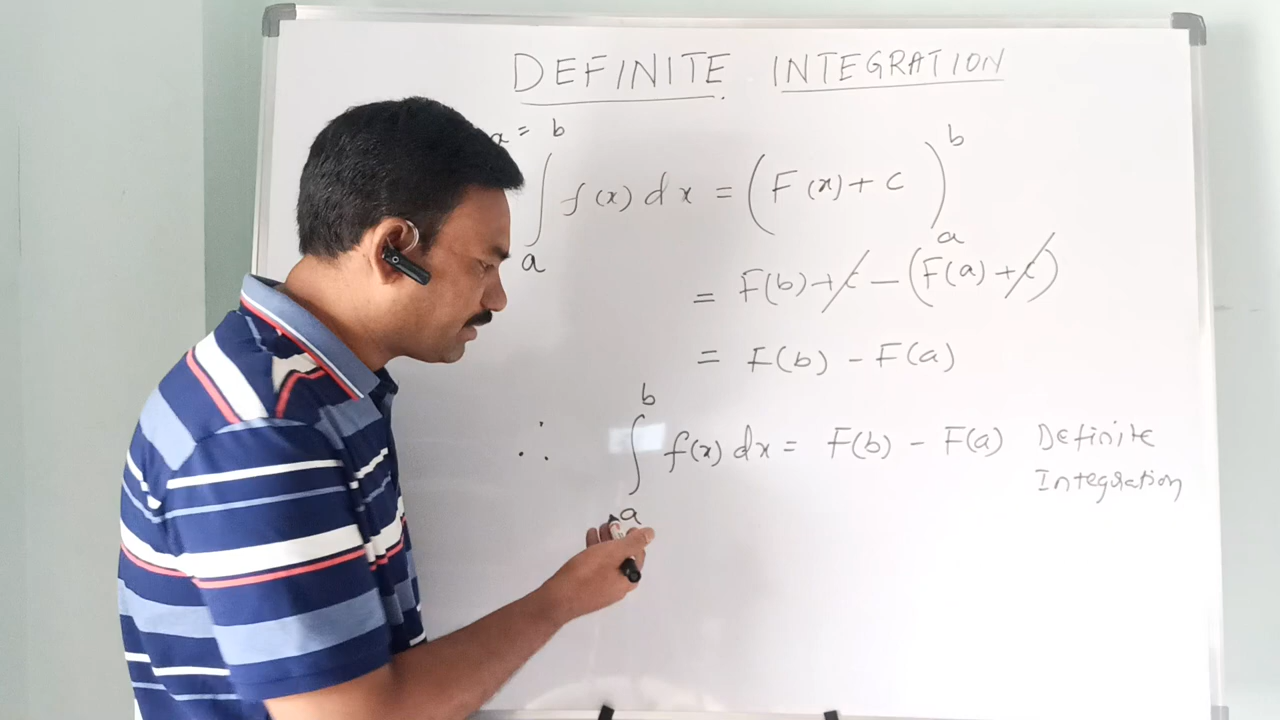 DEFINITE INTEGRATION
a = b
∫ f(x) dx = (F(x) + c) b
a a
= F(b) + c − (F(a) + c)
= F(b) − F(a)
b
∴ ∫ f(x) dx = F(b) − F(a) Definite
Integration
a